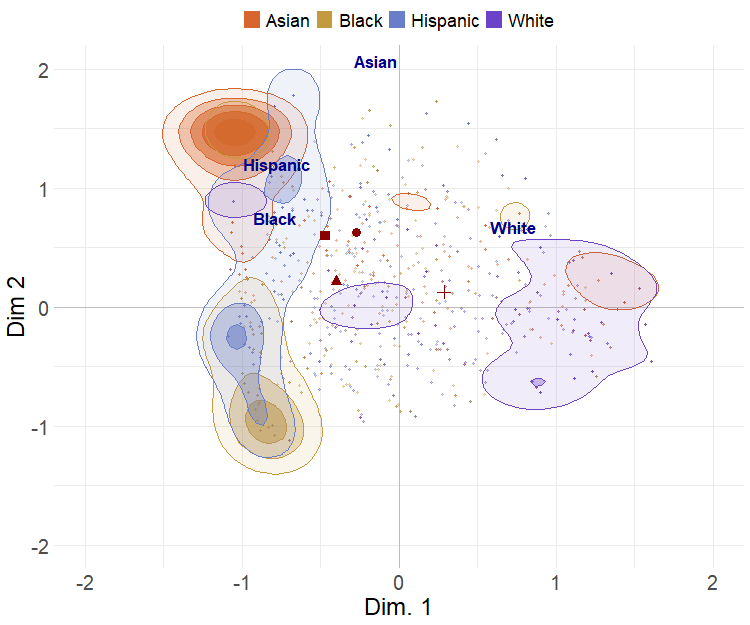 Asian Black Hispanic White
Asian
Hispanic
Black
White
2
1
0
-1
-2
Dim 2
-2 -1 0 1 2
Dim. 1